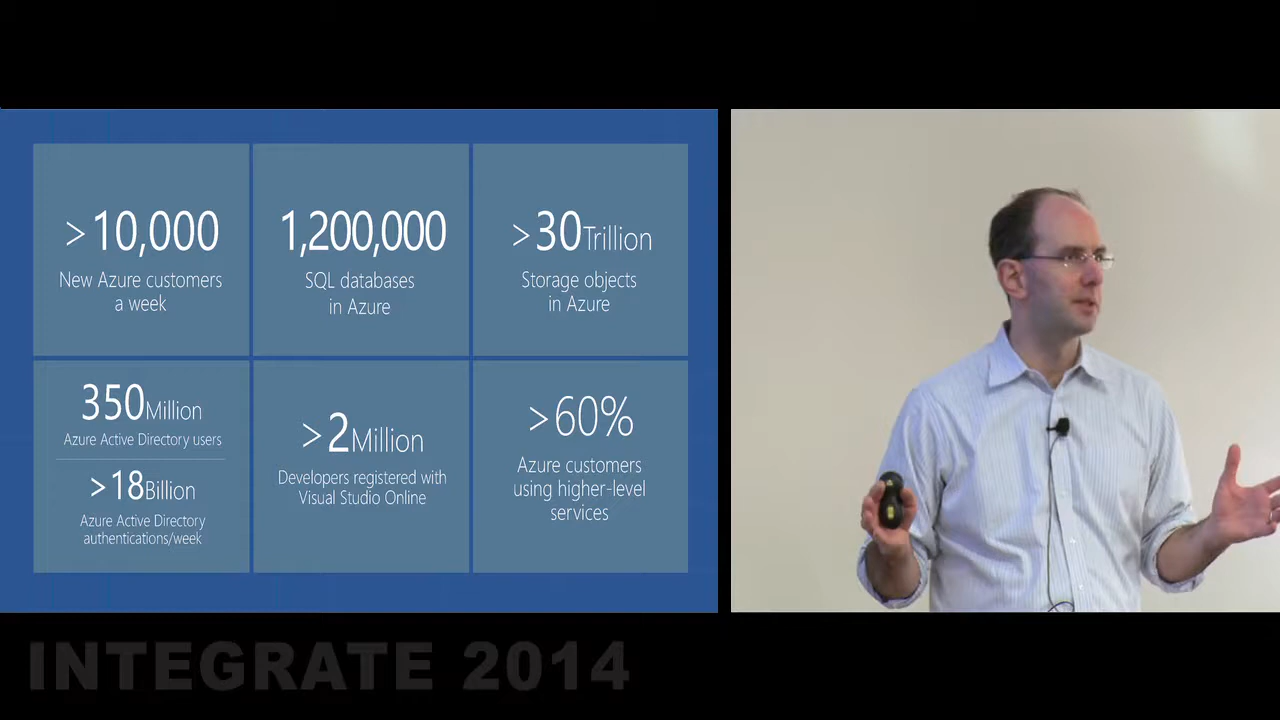 >10,000
New Azure customers
a week
1,200,000
SQL databases
in Azure
>30Trillion
Storage objects
in Azure
350Million
Azure Active Directory users
>18Billion
Azure Active Directory
authentications/week
>2Million
Developers registered with
Visual Studio Online
>60%
Azure customers
using higher-level
services
INTEGRATE 2014